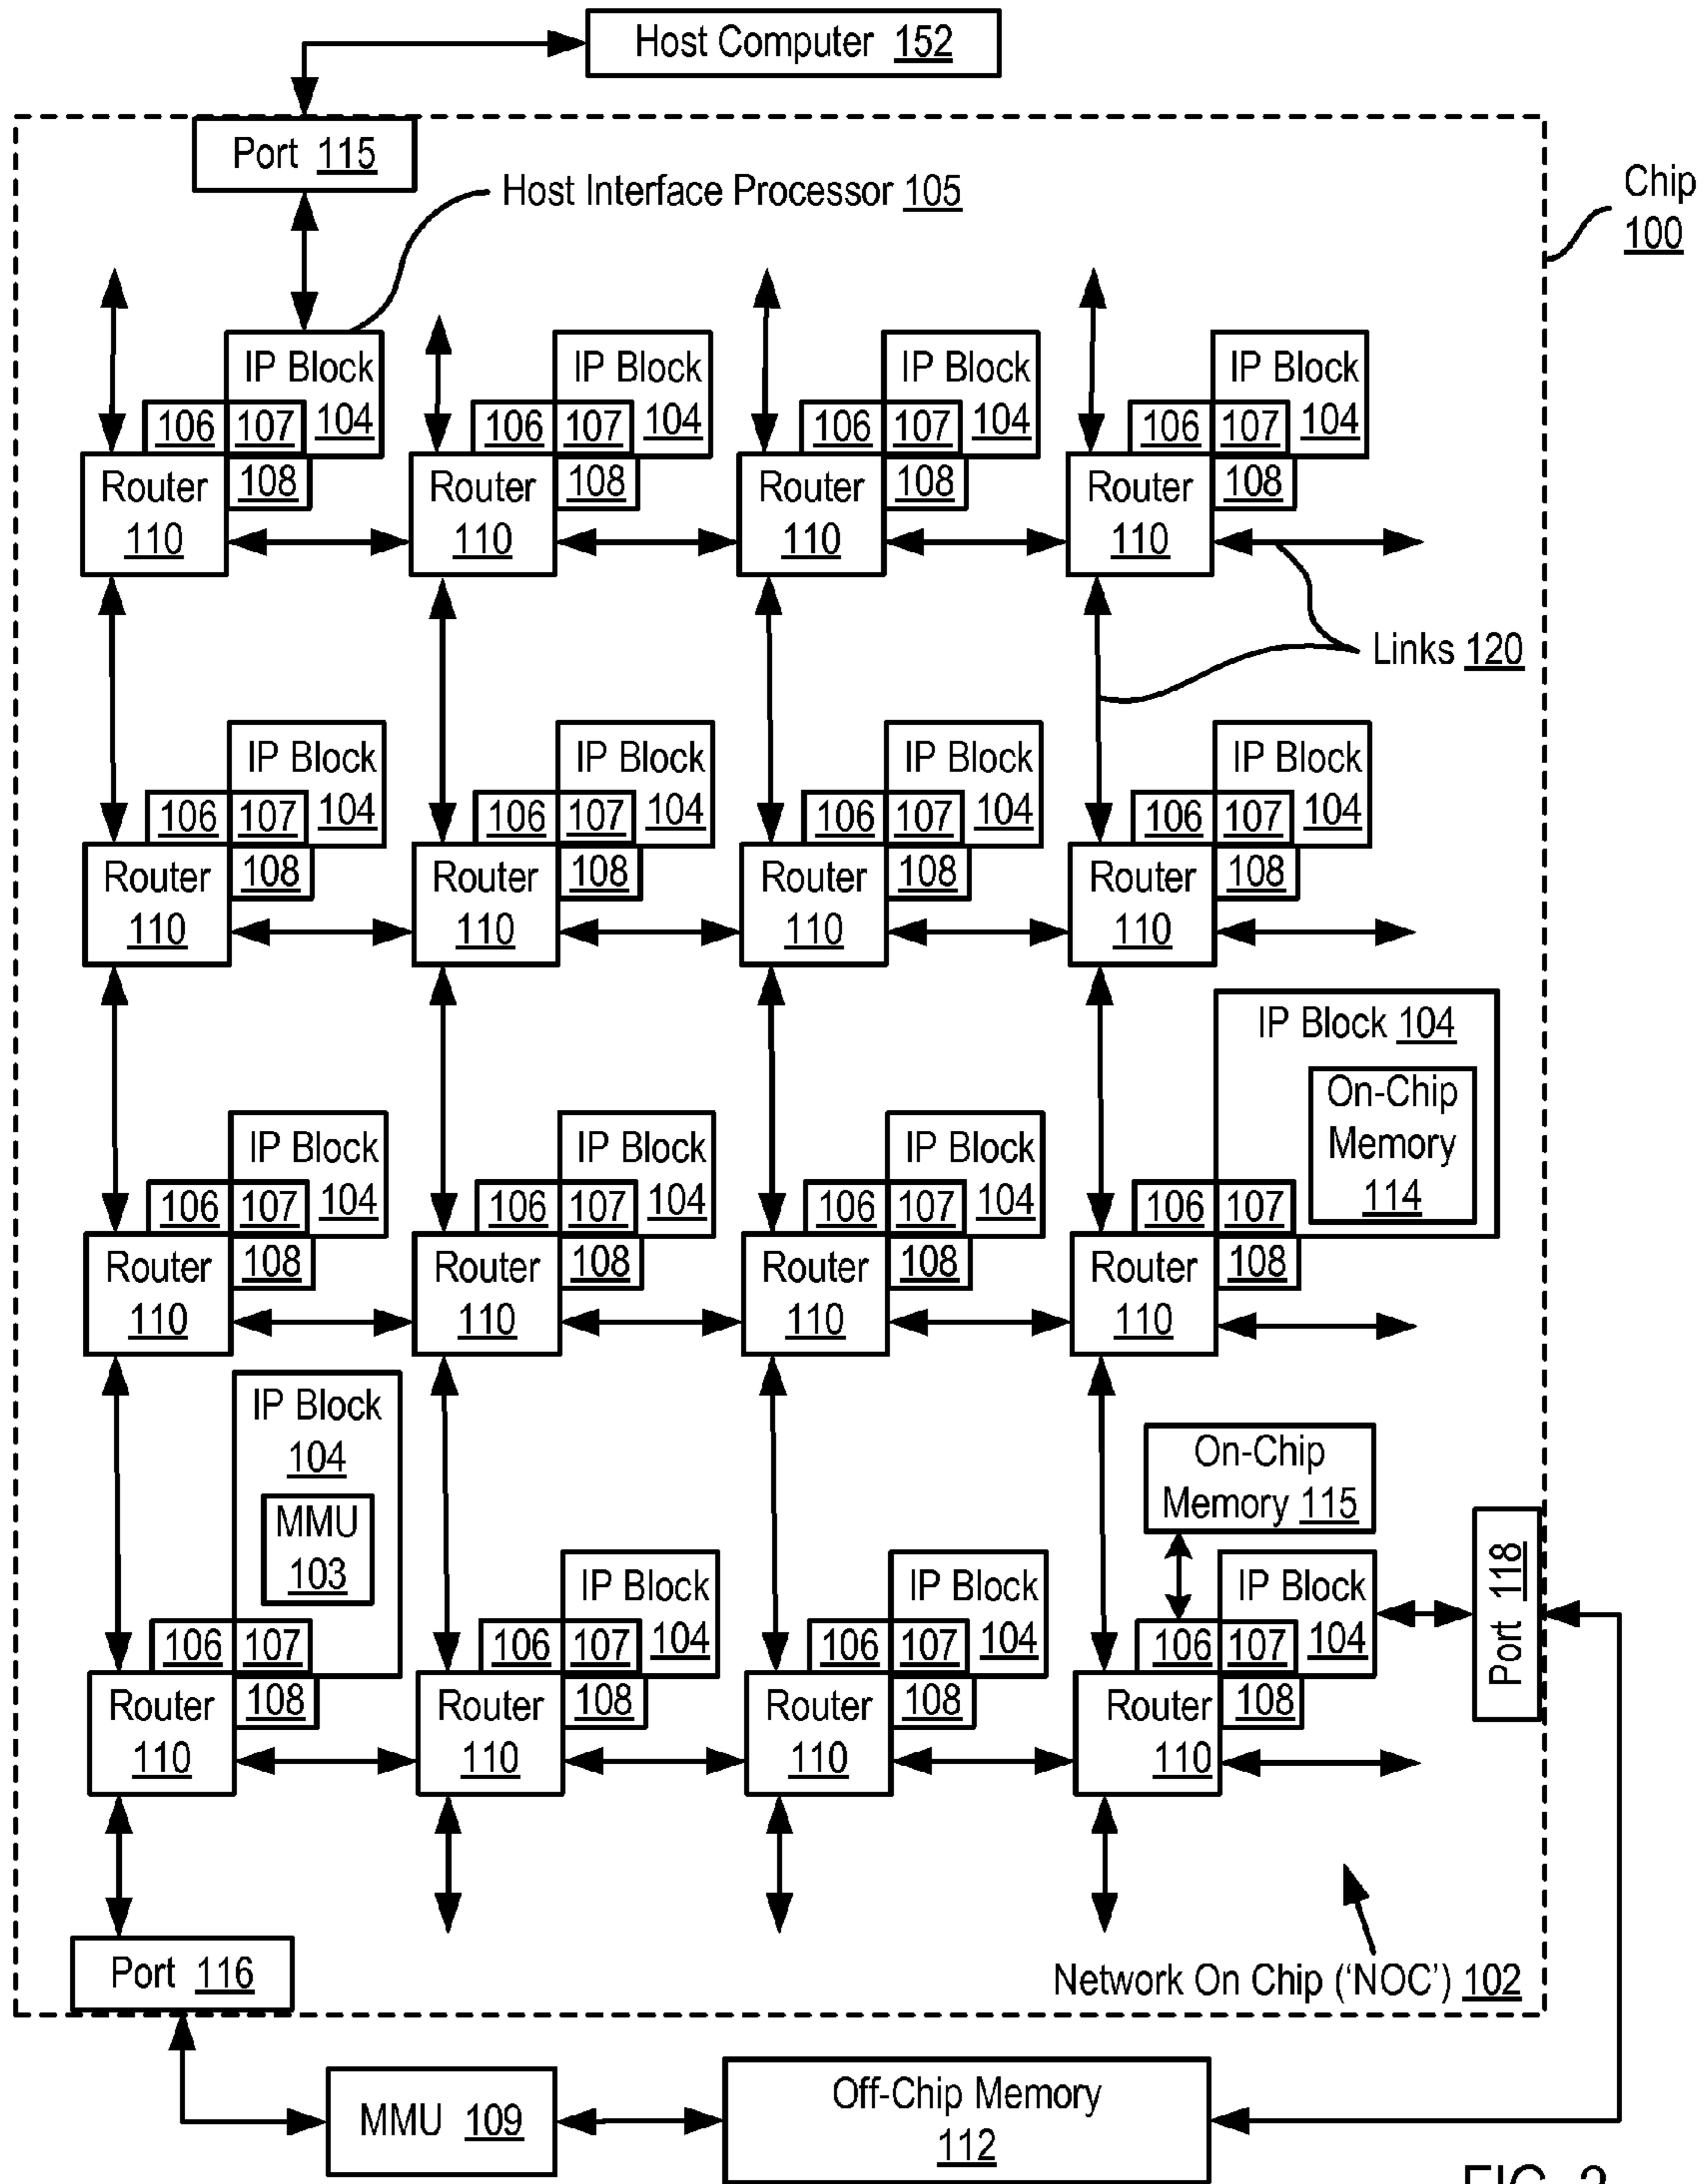 Host Computer 152
Port 115
Host Interface Processor 105
Chip
100
IP Block
104
106 107
108
Router
110
IP Block
104
106 107
108
Router
110
IP Block
104
106 107
108
Router
110
IP Block
104
106 107
108
Router
110
Links 120
IP Block
104
106 107
108
Router
110
IP Block
104
106 107
108
Router
110
IP Block
104
106 107
108
Router
110
IP Block
104
106 107
108
Router
110
IP Block
104
106 107
108
Router
110
IP Block
104
106 107
108
Router
110
IP Block
104
106 107
108
Router
110
IP Block 104
On-Chip
Memory
114
106 107
108
Router
110
IP Block
104
MMU
103
106 107
108
Router
110
IP Block
104
106 107
108
Router
110
IP Block
104
106 107
108
Router
110
On-Chip
Memory 115
IP Block
104
106 107
108
Router
110
Port 118
Port 116
Network On Chip (‘NOC’) 102
MMU 109
Off-Chip Memory
112